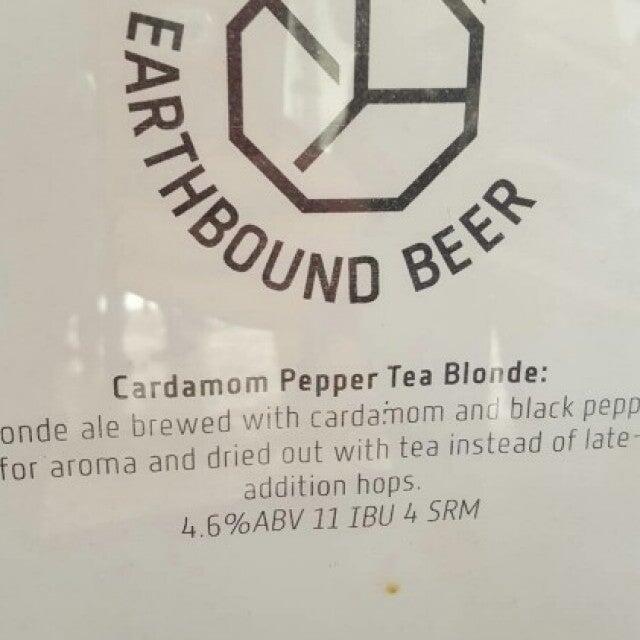 EARTHBOUND BEER
Cardamom Pepper Tea Blonde:
onde ale brewed with cardamom and black pepp
for aroma and dried out with tea instead of late-
addition hops.
4.6%ABV 11 IBU 4 SRM